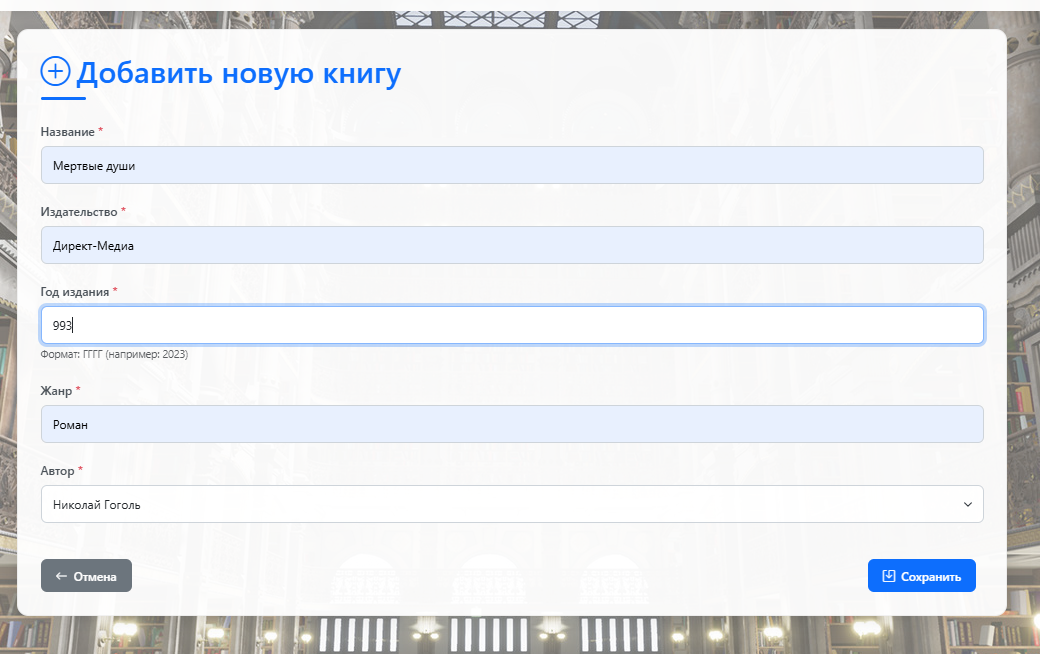 Добавить новую книгу
Название *
Мертвые души
Издательство *
Директ-Медиа
Год издания *
993
Формат: ГГГГ (например: 2023)
Жанр *
Роман
Автор *
Николай Гоголь
← Отмена
Сохранить